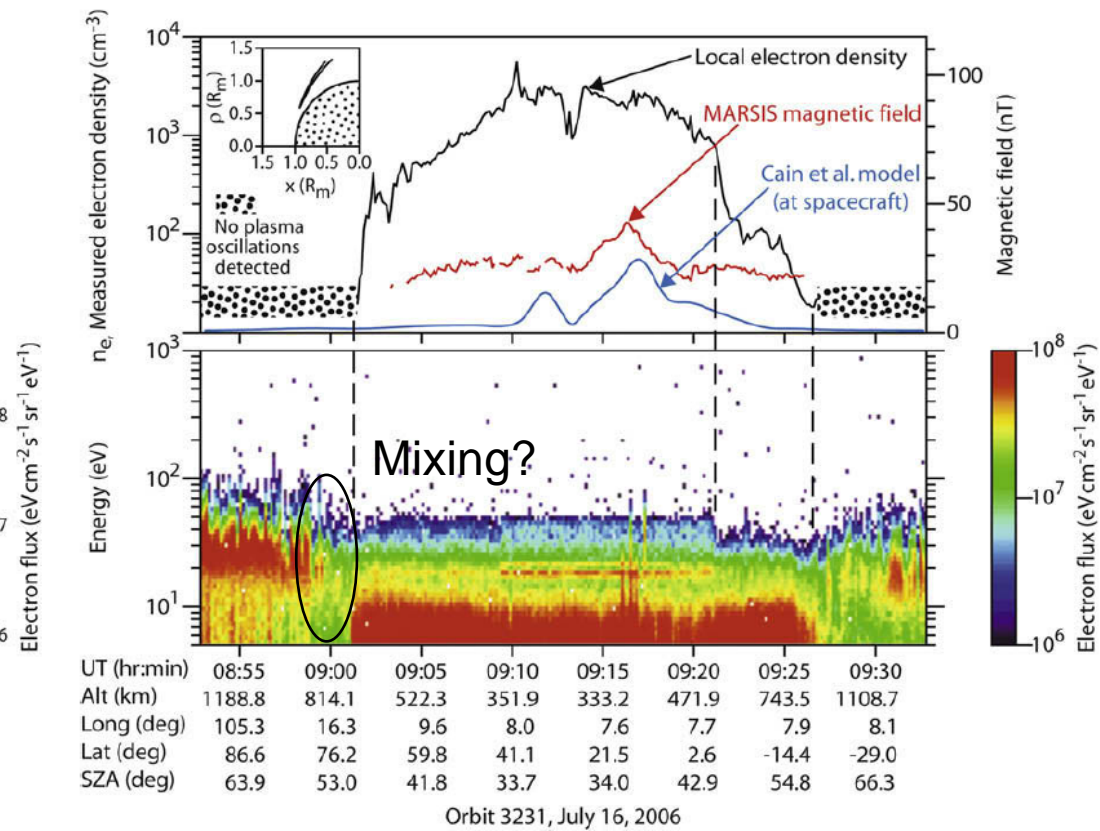 nₑ, Measured electron density (cm⁻³)
10⁴
10³
10²
ρ (Rₘ)
1.5
1.0
0.5
0.0
1.5 1.0 0.5 0.0
x (Rₘ)
No plasma
oscillations
detected
Local electron density
MARSIS magnetic field
Cain et al. model
(at spacecraft)
100
50
0
Magnetic field (nT)
8
7
6
Electron flux (eV cm⁻² s⁻¹ sr⁻¹ eV⁻¹)
Energy (eV)
10³
10²
10¹
Mixing?
10⁸
10⁷
10⁶
Electron flux (eV cm⁻² s⁻¹ sr⁻¹ eV⁻¹)
UT (hr:min) 08:55 09:00 09:05 09:10 09:15 09:20 09:25 09:30
Alt (km) 1188.8 814.1 522.3 351.9 333.2 471.9 743.5 1108.7
Long (deg) 105.3 16.3 9.6 8.0 7.6 7.7 7.9 8.1
Lat (deg) 86.6 76.2 59.8 41.1 21.5 2.6 -14.4 -29.0
SZA (deg) 63.9 53.0 41.8 33.7 34.0 42.9 54.8 66.3
Orbit 3231, July 16, 2006